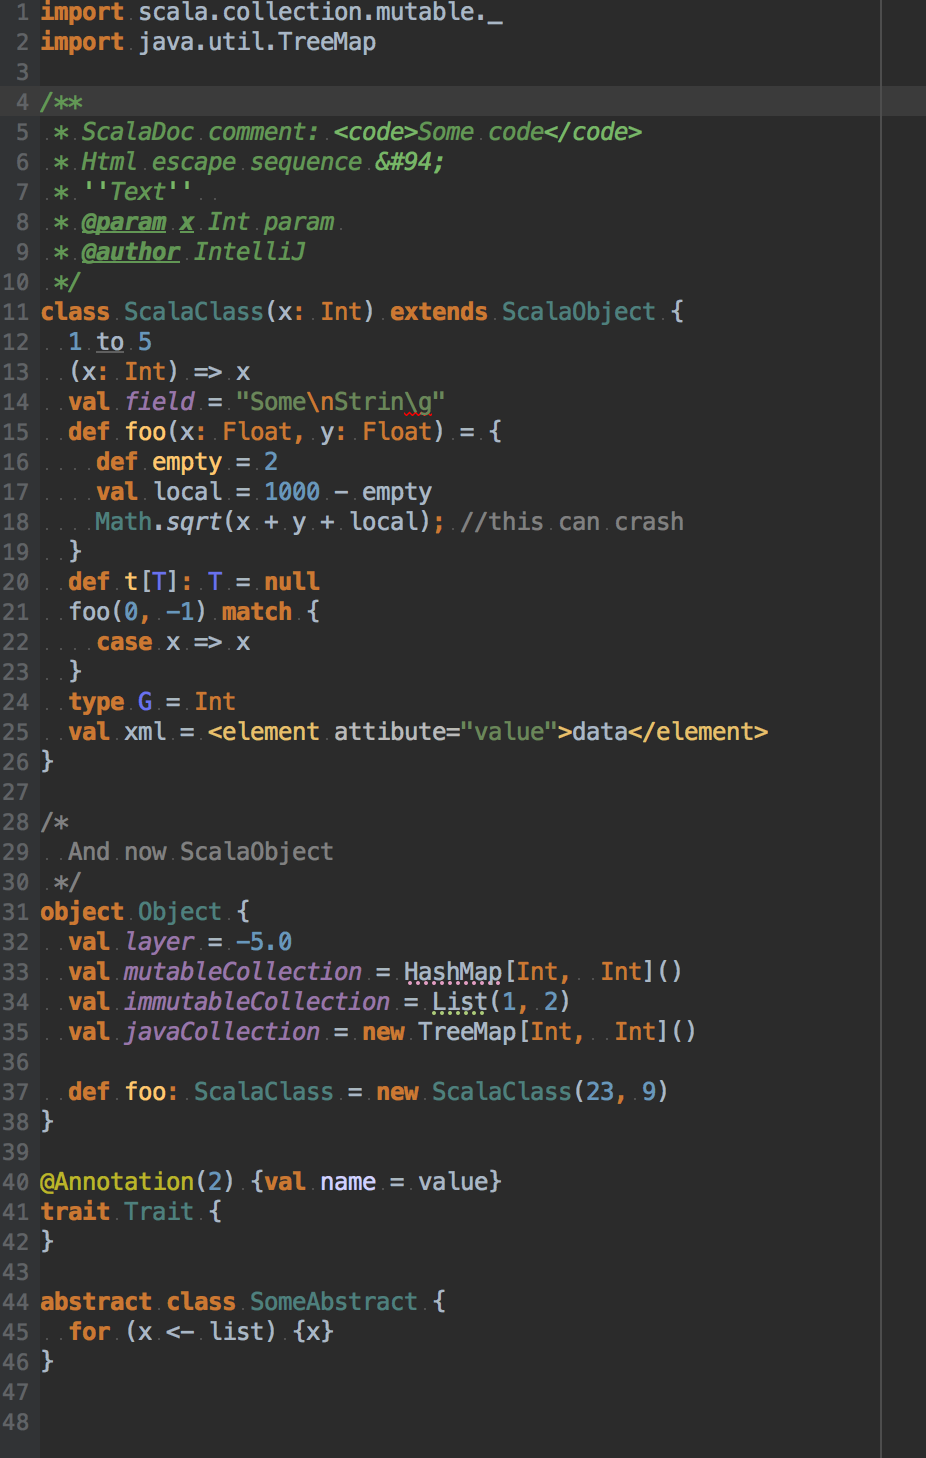 1 import scala.collection.mutable._
2 import java.util.TreeMap
3
4 /**
5  * ScalaDoc comment: <code>Some code</code>
6  * Html escape sequence &#94;
7  * ''Text''
8  * @param x Int param
9  * @author IntelliJ
10  */
11 class ScalaClass(x: Int) extends ScalaObject {
12   1 to 5
13   (x: Int) => x
14   val field = "Some\nStrin\g"
15   def foo(x: Float, y: Float) = {
16     def empty = 2
17     val local = 1000 - empty
18     Math.sqrt(x + y + local); //this can crash
19   }
20   def t[T]: T = null
21   foo(0, -1) match {
22     case x => x
23   }
24   type G = Int
25   val xml = <element attibute="value">data</element>
26 }
27
28 /*
29   And now ScalaObject
30  */
31 object Object {
32   val layer = -5.0
33   val mutableCollection = HashMap[Int,  Int]()
34   val immutableCollection = List(1, 2)
35   val javaCollection = new TreeMap[Int,  Int]()
36
37   def foo: ScalaClass = new ScalaClass(23, 9)
38 }
39
40 @Annotation(2) {val name = value}
41 trait Trait {
42 }
43
44 abstract class SomeAbstract {
45   for (x <- list) {x}
46 }
47
48